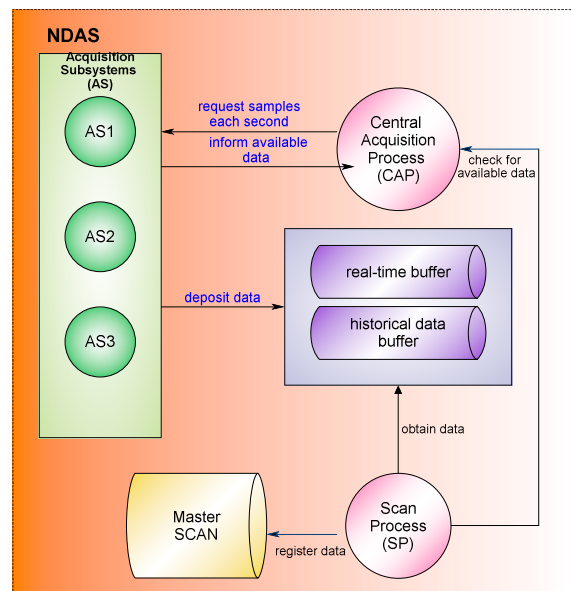 NDAS
Acquisition
Subsystems
(AS)
AS1
AS2
AS3
request samples
each second
inform available
data
Central
Acquisition
Process
(CAP)
check for
available data
real-time buffer
historical data
buffer
deposit data
obtain data
Master
SCAN
register data
Scan
Process
(SP)